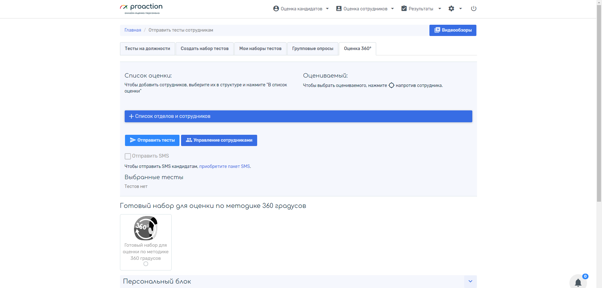 proaction
Оценка кандидатов
Оценка сотрудников
Результаты
Главная / Отправить тесты сотрудникам
Видеообзоры
Тесты на должности
Создать набор тестов
Мои наборы тестов
Групповые опросы
Оценка 360°
Список оценки:
Чтобы добавить сотрудников, выберите их в структуре и нажмите "В список
оценки"
Оцениваемый:
Чтобы выбрать оцениваемого, нажмите напротив сотрудника.
+ Список отделов и сотрудников
Отправить тесты
Управление сотрудниками
Отправить SMS
Чтобы отправить SMS кандидатам, приобретите пакет SMS.
Выбранные тесты
Тестов нет
Готовый набор для оценки по методике 360 градусов
360°
Готовый набор для
оценки по методике
360 градусов
Персональный блок
0